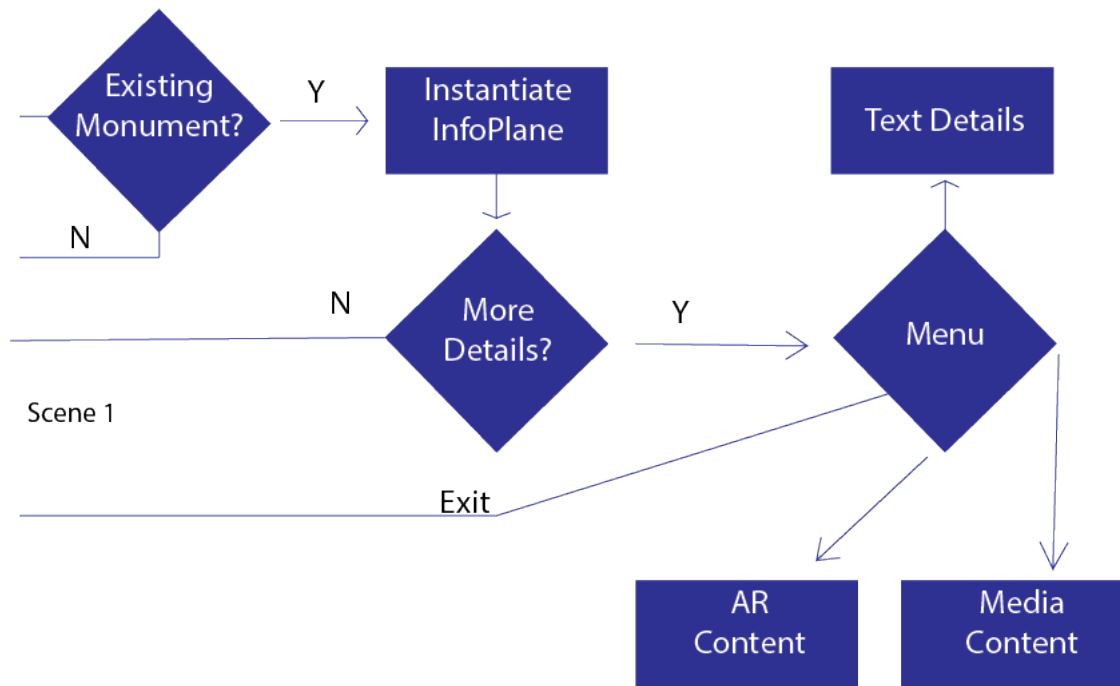 Existing
Monument?
Y
Instantiate
InfoPlane
Text Details
N
N
More
Details?
Y
Menu
Scene 1
Exit
AR
Content
Media
Content